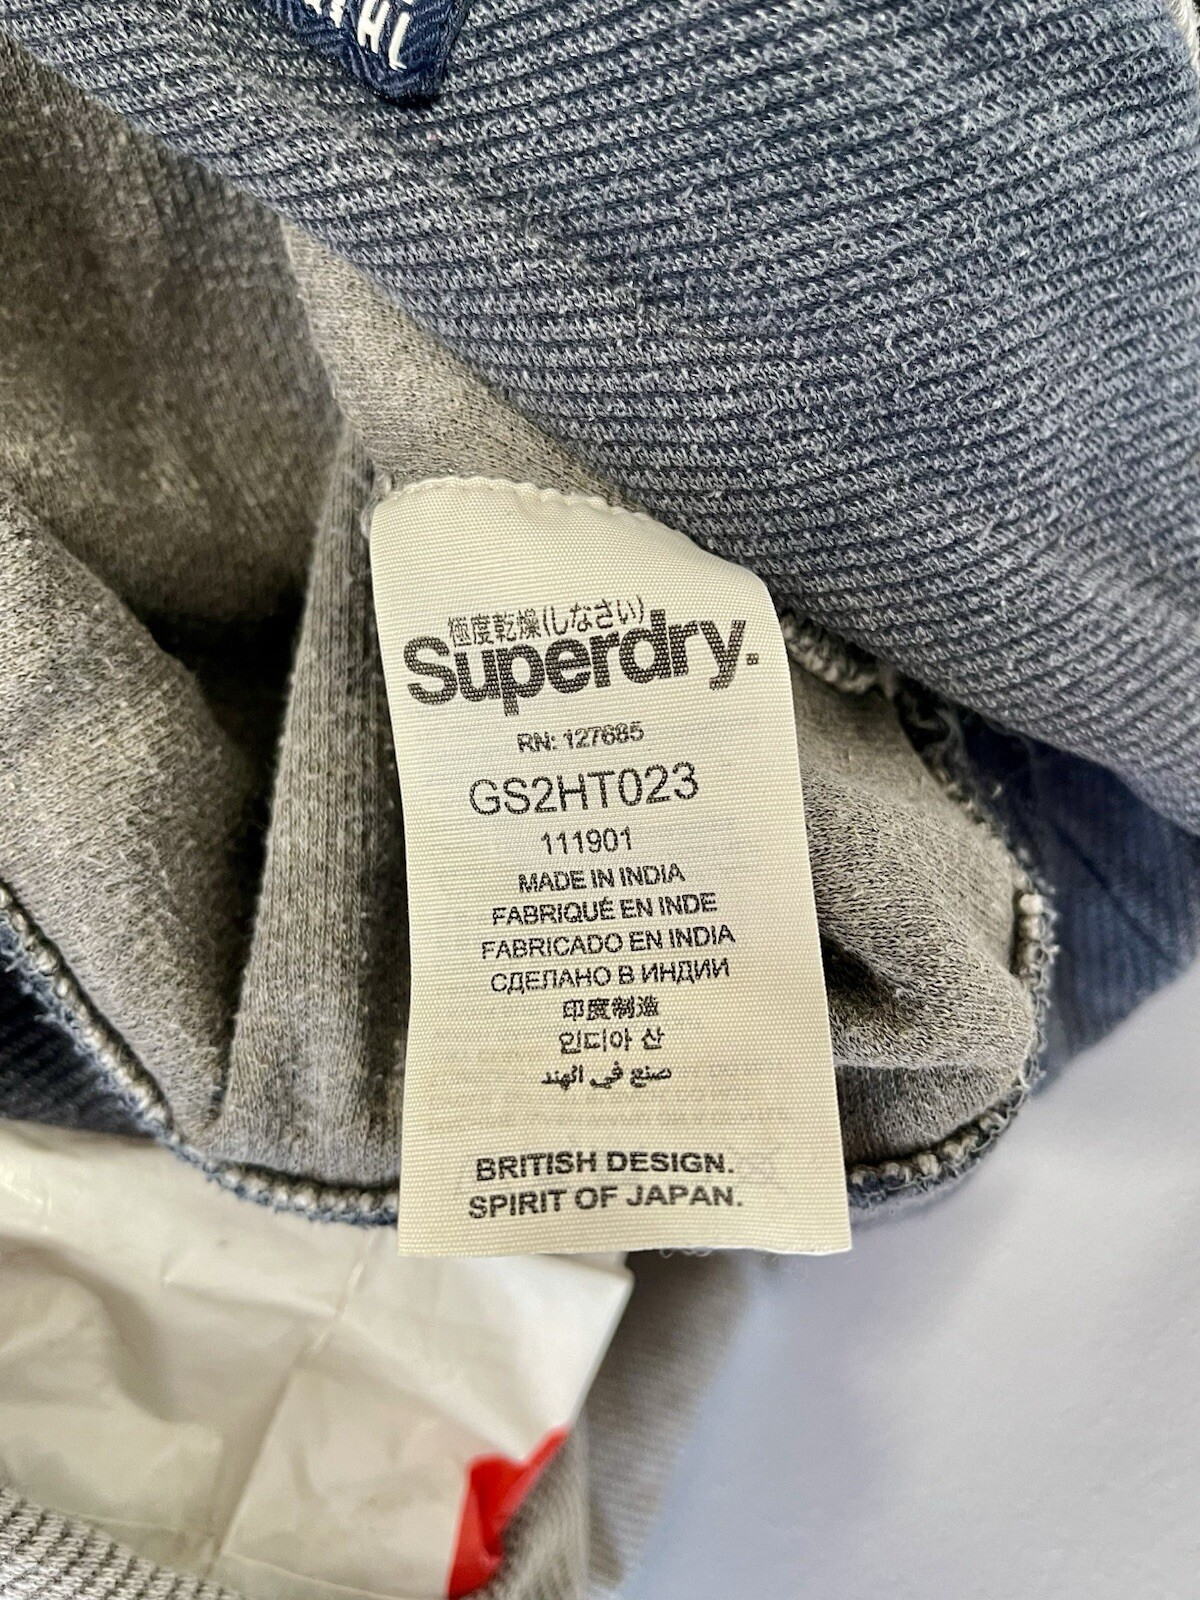 極度乾燥(しなさい)
Superdry.
RN: 127685
GS2HT023
111901
MADE IN INDIA
FABRIQUÉ EN INDE
FABRICADO EN INDIA
СДЕЛАНО В ИНДИИ
印度制造
인디아 산
صنع في الهند
BRITISH DESIGN.
SPIRIT OF JAPAN.